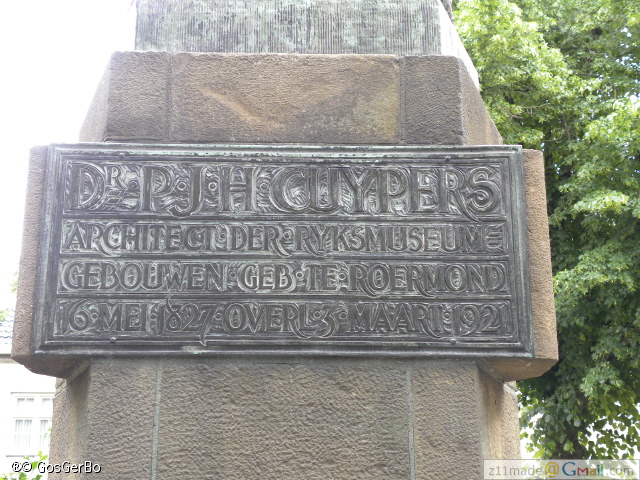 DR. P. J. H. CUYPERS
ARCHITECT. DER. RYKSMUSEUM=
GEBOUWEN. GEB. TE. ROERMOND
16. MEI 1827. OVERL. 3. MAART. 1921
®© GosGerBo
z11made@Gmail.com